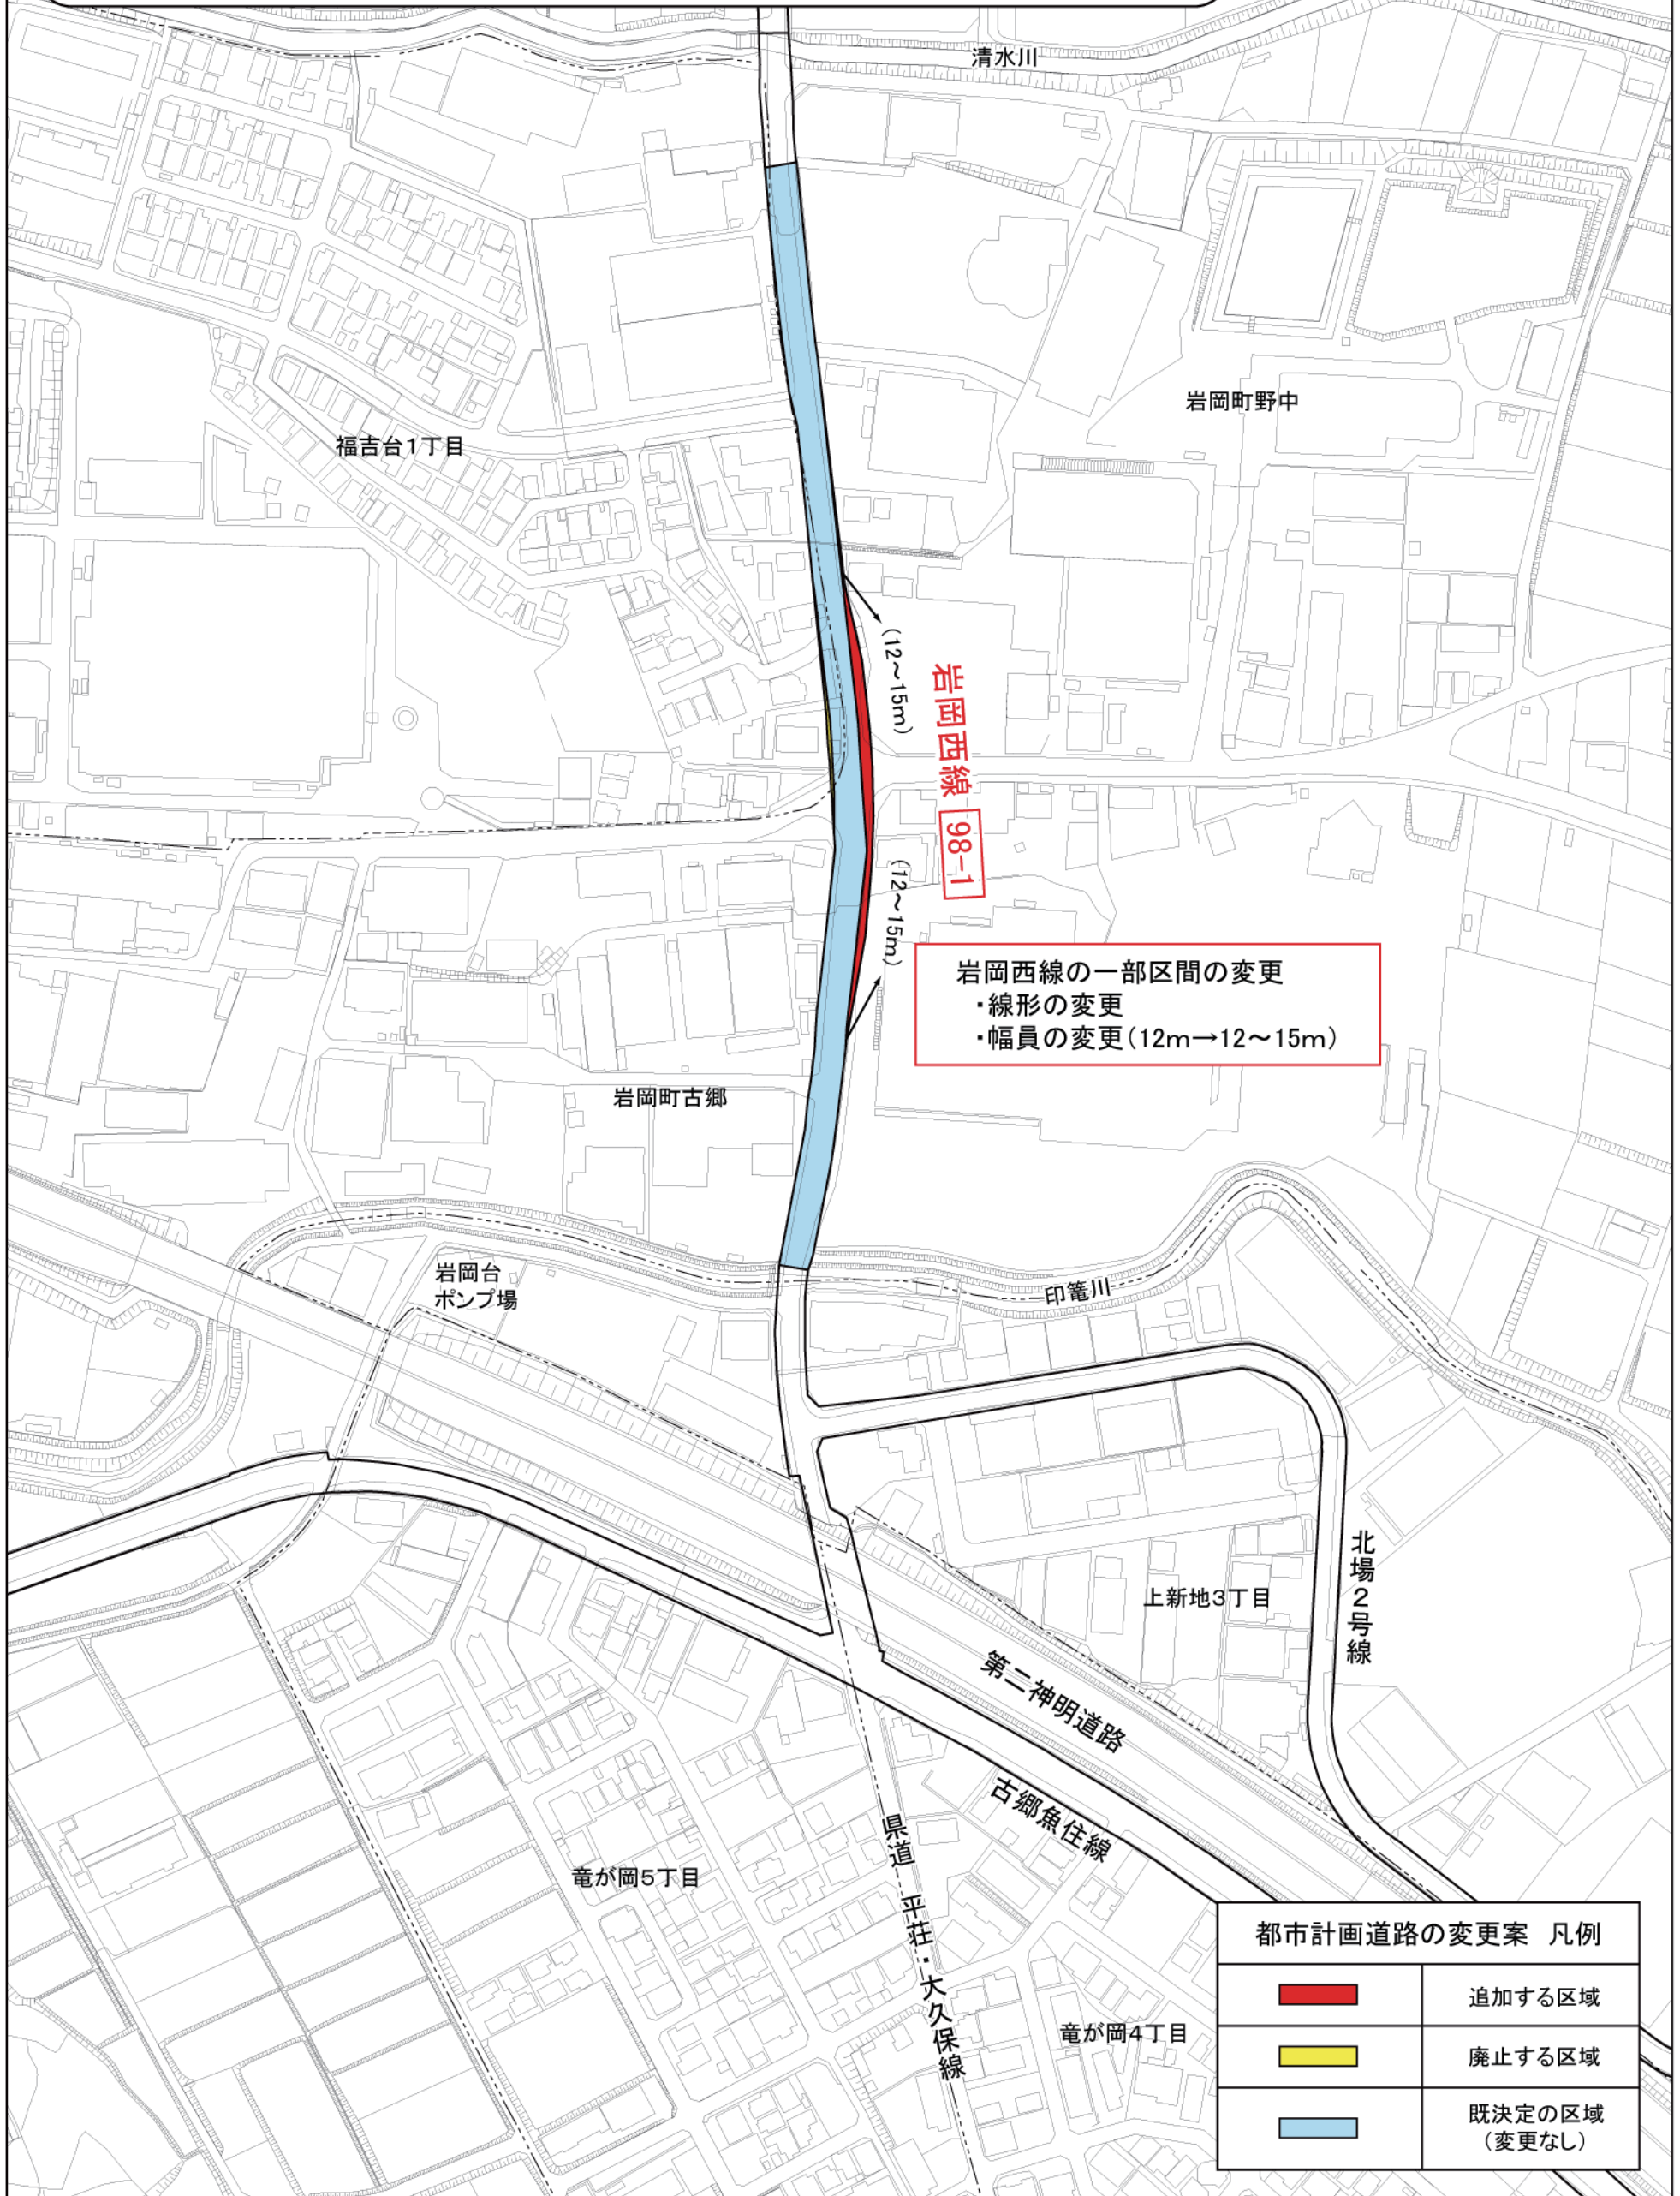 清水川
岩岡町野中
福吉台1丁目
(12～15m)
岩岡西線 98-1
(12～15m)
岩岡西線の一部区間の変更
・線形の変更
・幅員の変更(12m→12～15m)
岩岡町古郷
岩岡台
ポンプ場
印篭川
北場2号線
上新地3丁目
第二神明道路
古郷魚住線
県道 平荘・大久保線
竜が岡5丁目
竜が岡4丁目
都市計画道路の変更案 凡例
追加する区域
廃止する区域
既決定の区域
(変更なし)